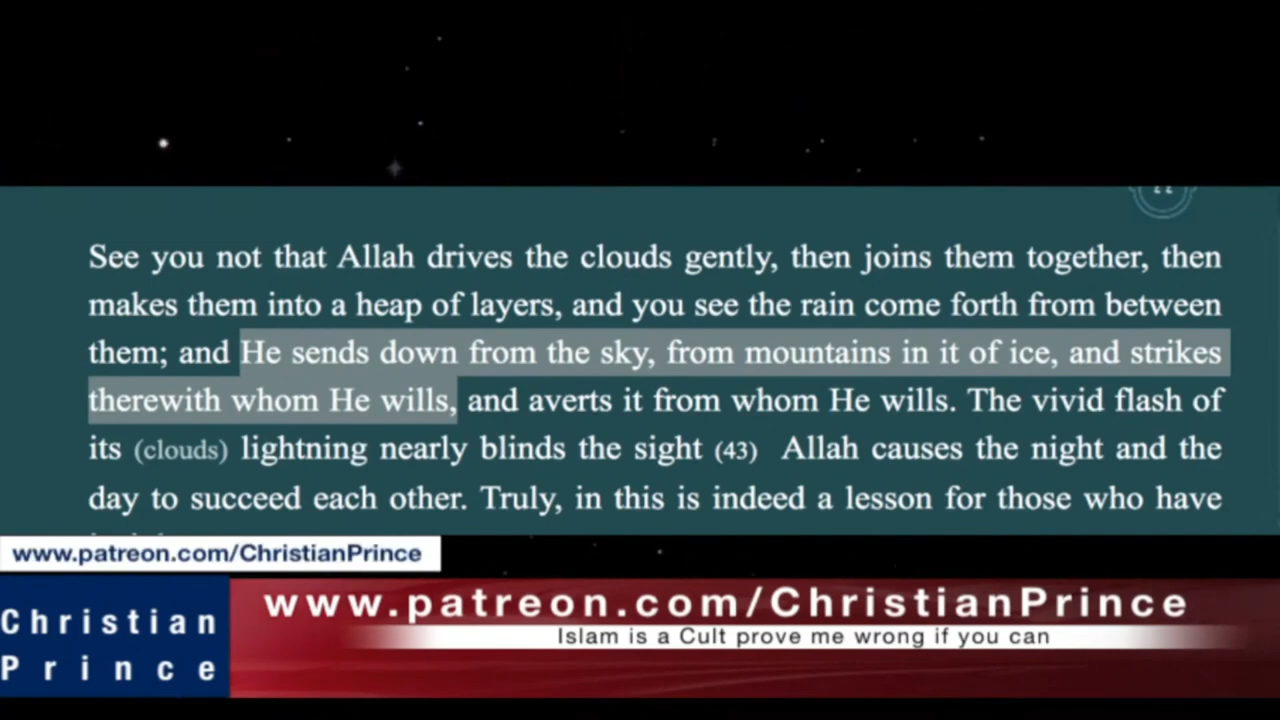 See you not that Allah drives the clouds gently, then joins them together, then
makes them into a heap of layers, and you see the rain come forth from between
them; and He sends down from the sky, from mountains in it of ice, and strikes
therewith whom He wills, and averts it from whom He wills. The vivid flash of
its (clouds) lightning nearly blinds the sight (43) Allah causes the night and the
day to succeed each other. Truly, in this is indeed a lesson for those who have
www.patreon.com/ChristianPrince
Christian
Prince
www.patreon.com/ChristianPrince
Islam is a Cult prove me wrong if you can